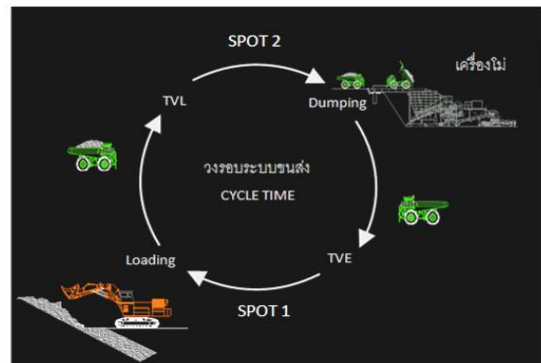 SPOT 2
เครื่องโม่
TVL
Dumping
วงรอบระบบขนส่ง
CYCLE TIME
Loading
TVE
SPOT 1